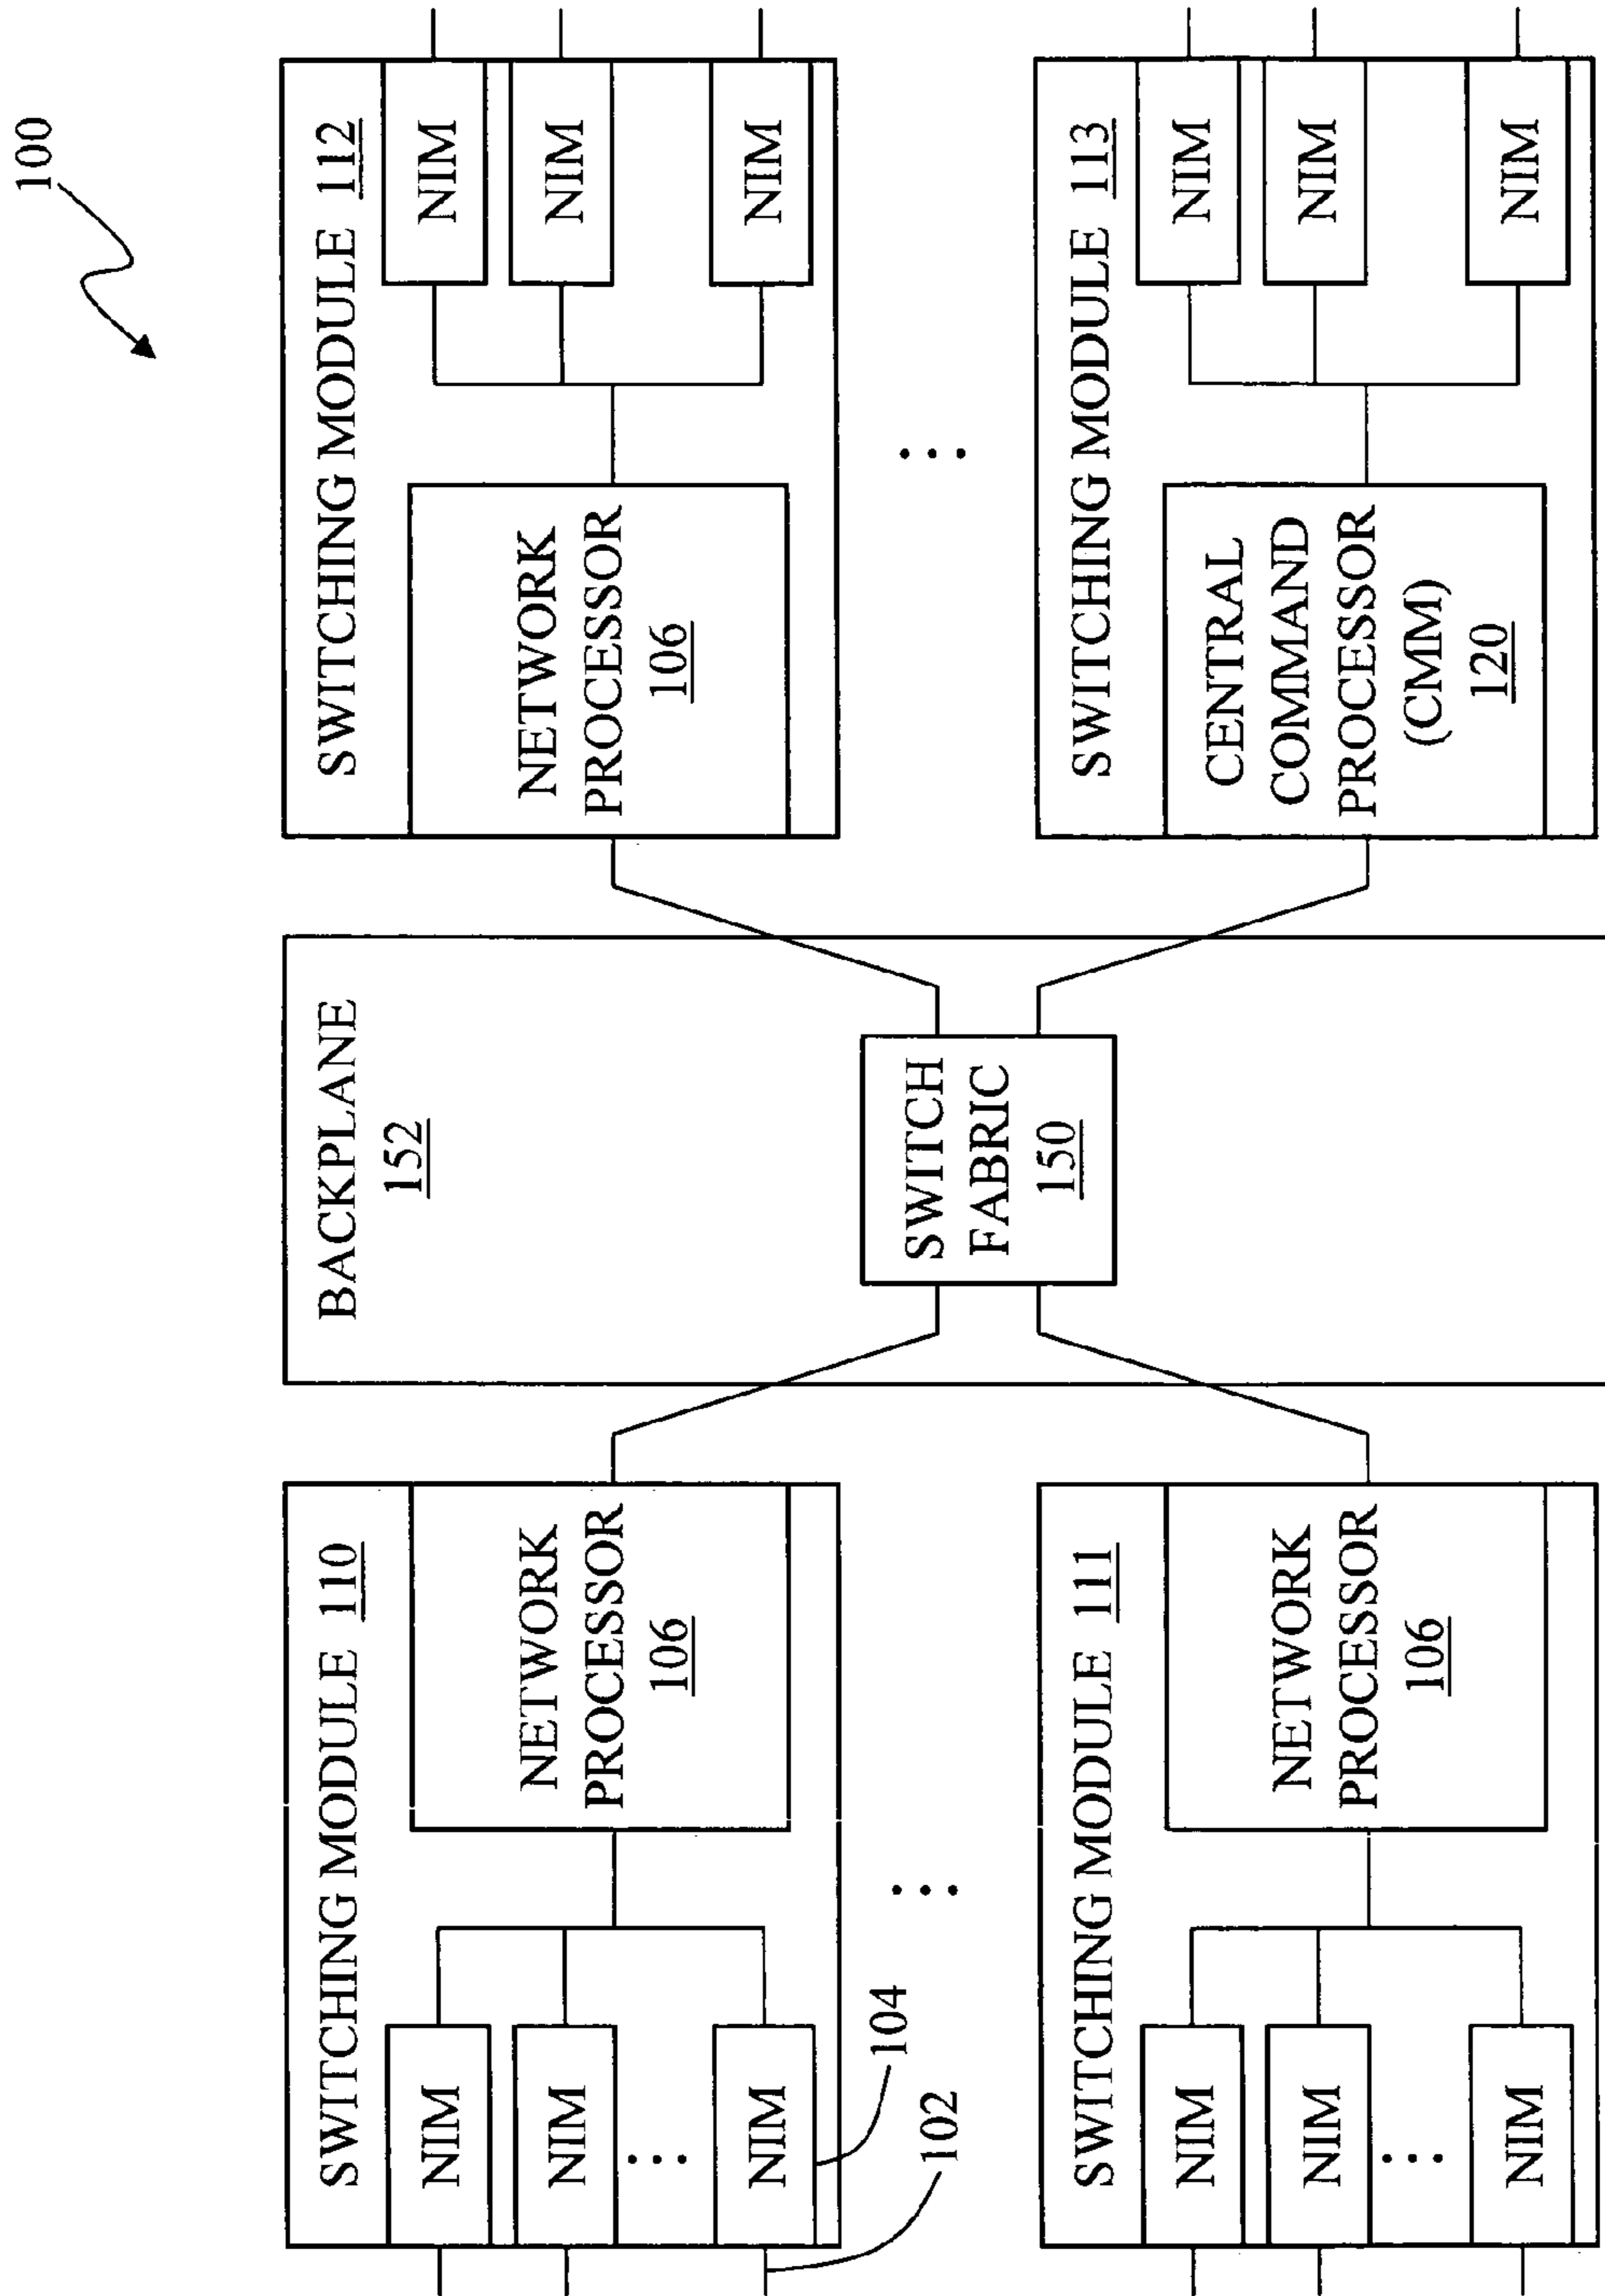 100
SWITCHING MODULE 110
NIM
NIM
...
NIM
NETWORK
PROCESSOR
106
104
102
...
SWITCHING MODULE 111
NIM
NIM
...
NIM
NETWORK
PROCESSOR
106
BACKPLANE
152
SWITCH
FABRIC
150
SWITCHING MODULE 112
NETWORK
PROCESSOR
106
NIM
NIM
NIM
...
SWITCHING MODULE 113
CENTRAL
COMMAND
PROCESSOR
(CMM)
120
NIM
NIM
NIM